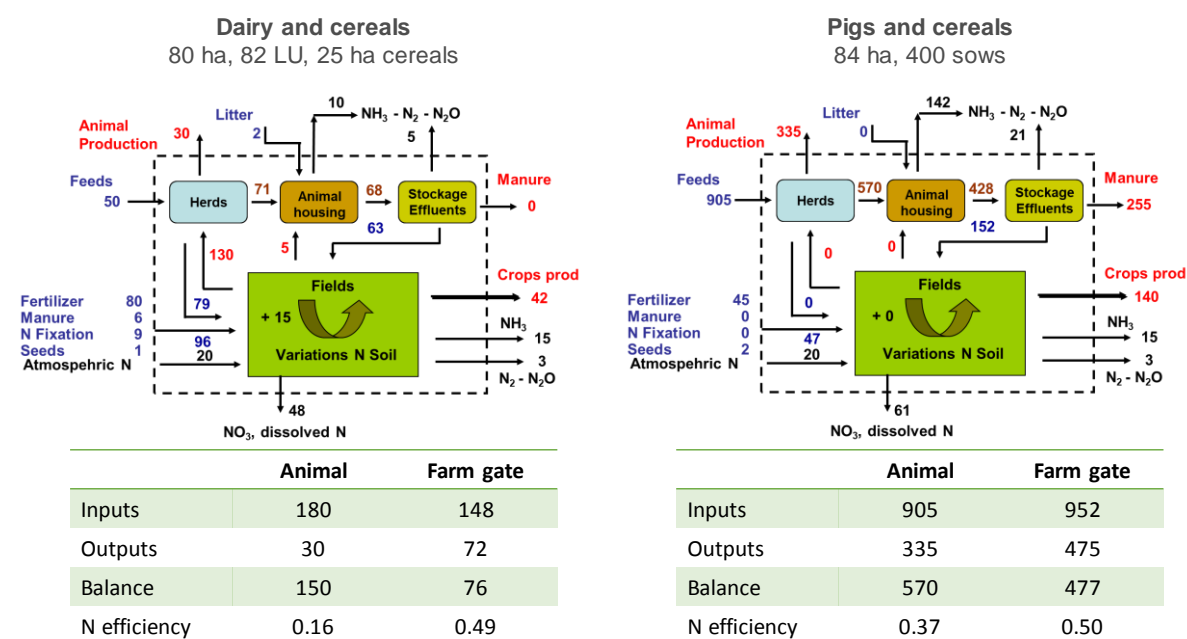 Dairy and cereals
80 ha, 82 LU, 25 ha cereals
10
NH3 - N2 - N2O
Litter
2
5
Animal
Production
30
Feeds
50
Herds
71
Animal
housing
68
Stockage
Effluents
Manure
0
63
130
5
79
Fields
+ 15
Variations N Soil
Crops prod
42
Fertilizer 80
Manure 6
N Fixation 9
Seeds 1
96
20
Atmospehric N
NH3
15
3
N2 - N2O
48
NO3, dissolved N
Animal Farm gate
Inputs 180 148
Outputs 30 72
Balance 150 76
N efficiency 0.16 0.49
Pigs and cereals
84 ha, 400 sows
142
NH3 - N2 - N2O
Litter
0
21
Animal
Production
335
Feeds
905
Herds
570
Animal
housing
428
Stockage
Effluents
Manure
255
152
0
0
0
Fields
+ 0
Variations N Soil
Crops prod
140
Fertilizer 45
Manure 0
N Fixation 0
Seeds 2
47
20
Atmospehric N
NH3
15
3
N2 - N2O
61
NO3, dissolved N
Animal Farm gate
Inputs 905 952
Outputs 335 475
Balance 570 477
N efficiency 0.37 0.50